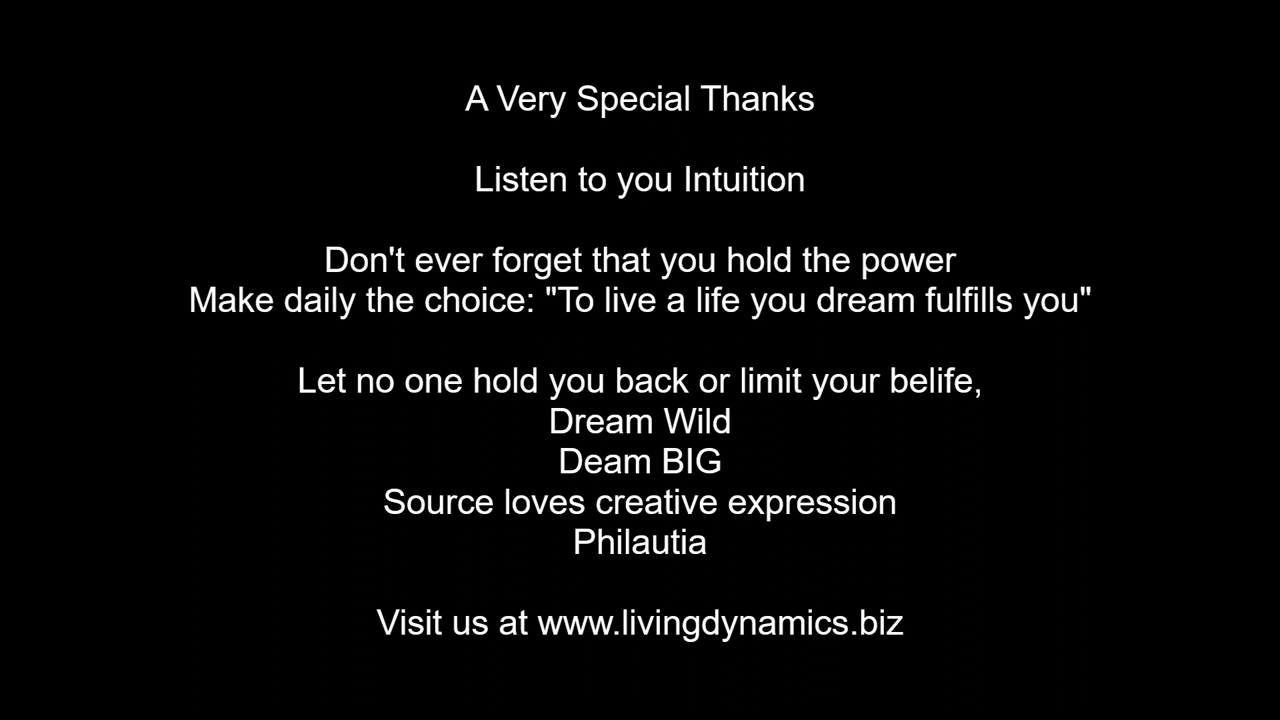 A Very Special Thanks
Listen to you Intuition
Don't ever forget that you hold the power
Make daily the choice: "To live a life you dream fulfills you"
Let no one hold you back or limit your belife,
Dream Wild
Deam BIG
Source loves creative expression
Philautia
Visit us at www.livingdynamics.biz